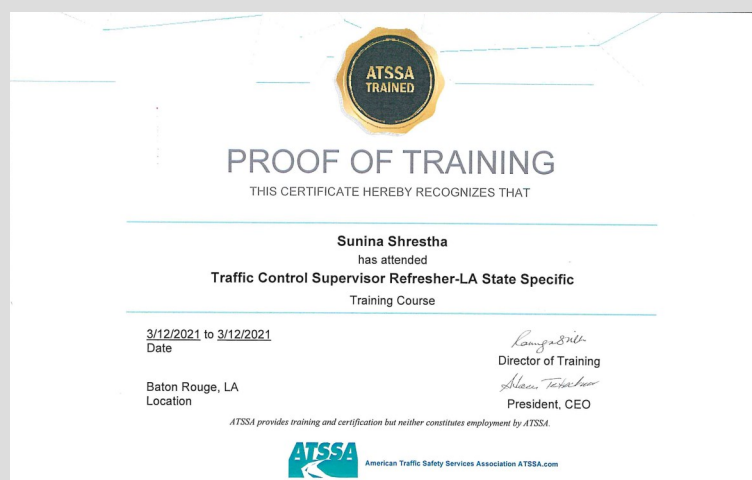 ATSSA
TRAINED
PROOF OF TRAINING
THIS CERTIFICATE HEREBY RECOGNIZES THAT
Sunina Shrestha
has attended
Traffic Control Supervisor Refresher-LA State Specific
Training Course
3/12/2021 to 3/12/2021
Date
Director of Training
Baton Rouge, LA
Location
President, CEO
ATSSA provides training and certification but neither constitutes employment by ATSSA.
ATSSA
American Traffic Safety Services Association ATSSA.com